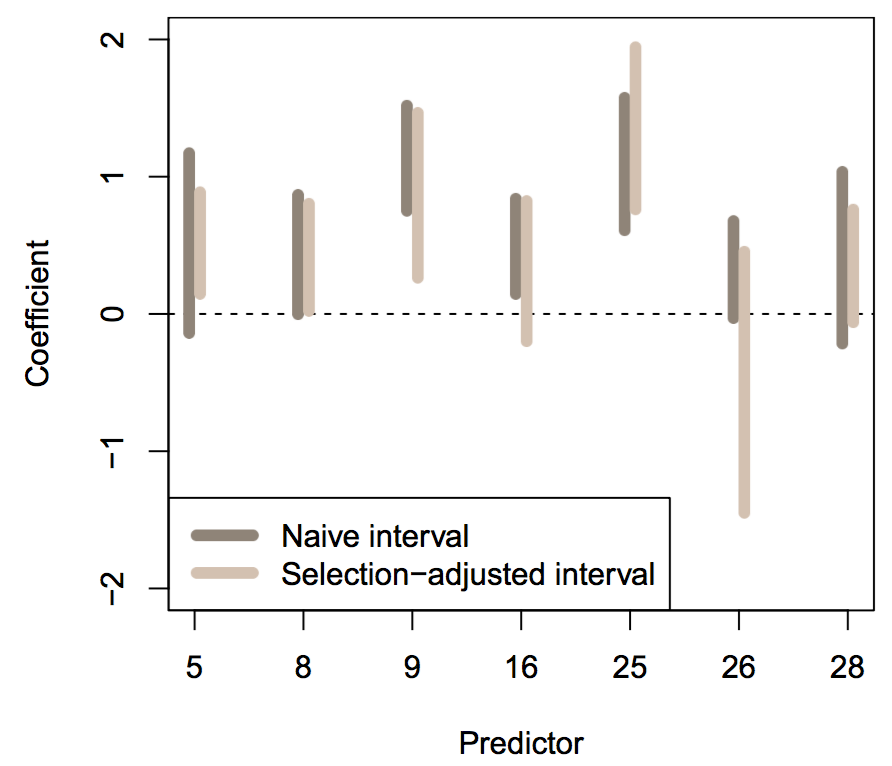 2
1
0
−1
−2
Coefficient
Naive interval
Selection−adjusted interval
5 8 9 16 25 26 28
Predictor